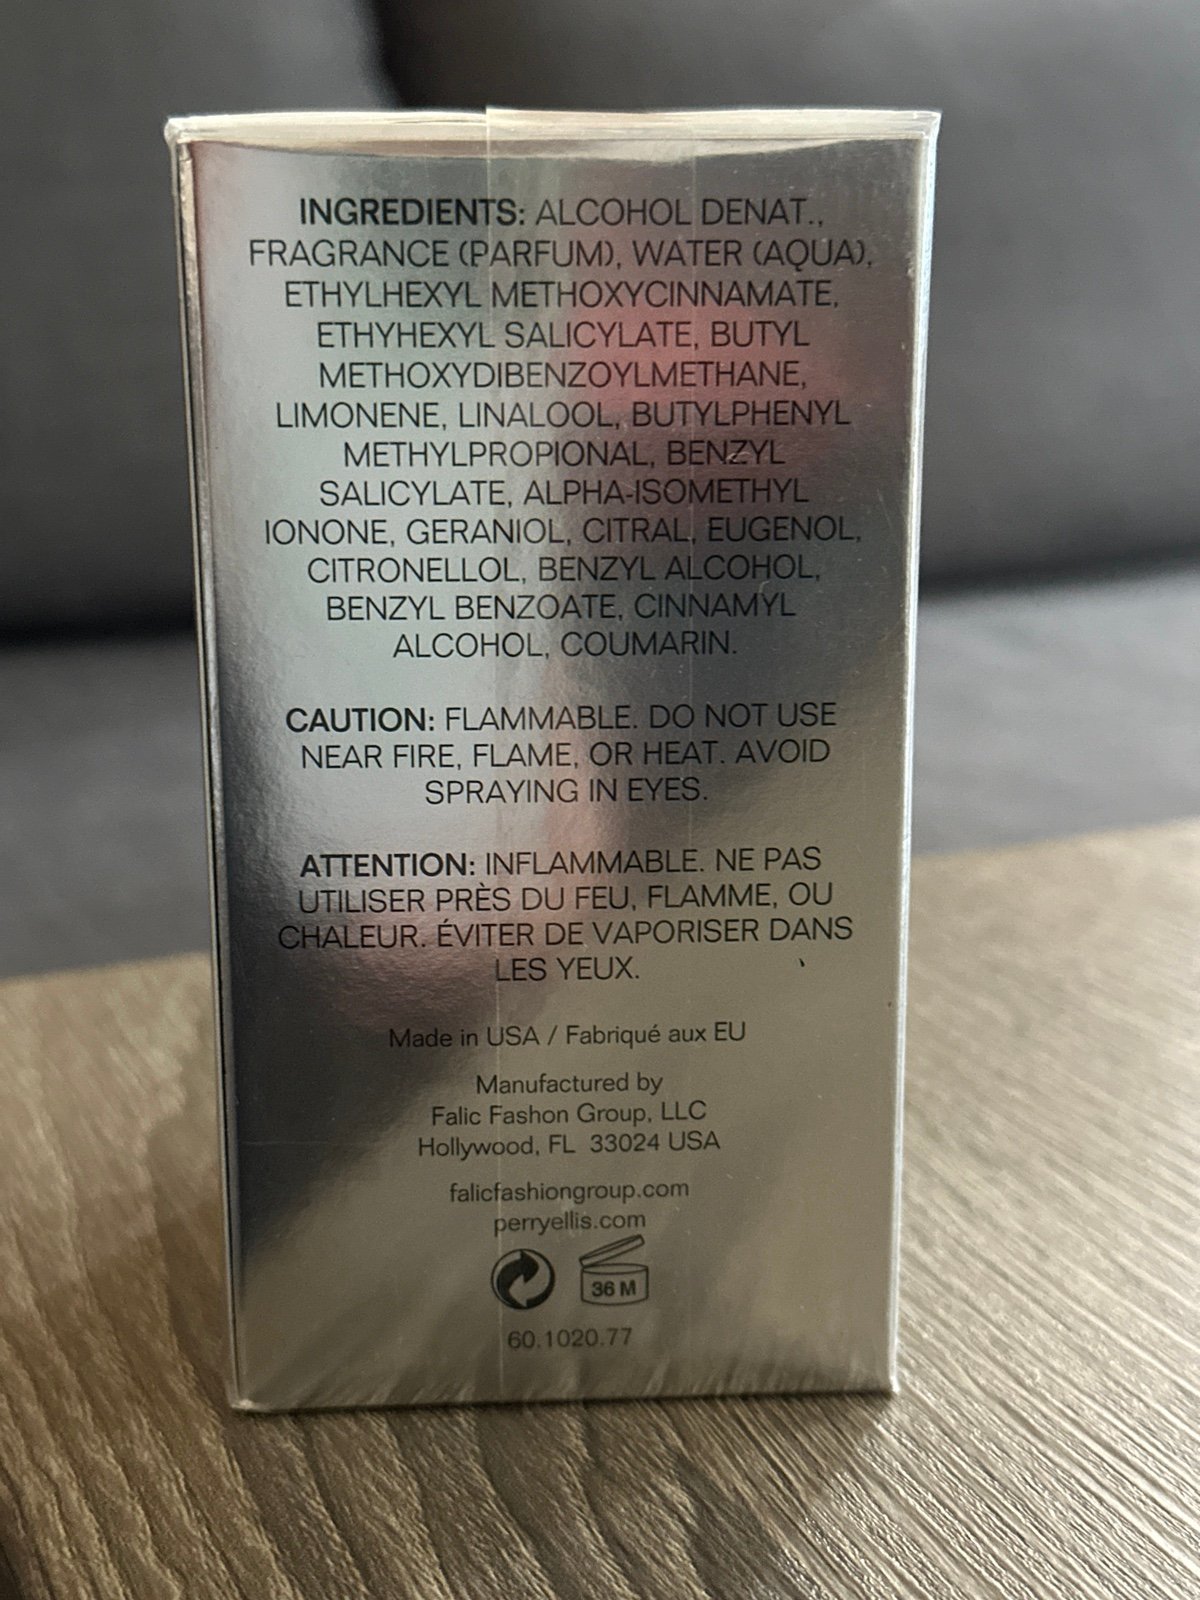 INGREDIENTS: ALCOHOL DENAT.,
FRAGRANCE (PARFUM), WATER (AQUA),
ETHYLHEXYL METHOXYCINNAMATE,
ETHYHEXYL SALICYLATE, BUTYL
METHOXYDIBENZOYLMETHANE,
LIMONENE, LINALOOL, BUTYLPHENYL
METHYLPROPIONAL, BENZYL
SALICYLATE, ALPHA-ISOMETHYL
IONONE, GERANIOL, CITRAL, EUGENOL,
CITRONELLOL, BENZYL ALCOHOL,
BENZYL BENZOATE, CINNAMYL
ALCOHOL, COUMARIN.
CAUTION: FLAMMABLE. DO NOT USE
NEAR FIRE, FLAME, OR HEAT. AVOID
SPRAYING IN EYES.
ATTENTION: INFLAMMABLE. NE PAS
UTILISER PRÈS DU FEU, FLAMME, OU
CHALEUR. ÉVITER DE VAPORISER DANS
LES YEUX.
Made in USA / Fabriqué aux EU
Manufactured by
Falic Fashon Group, LLC
Hollywood, FL 33024 USA
falicfashiongroup.com
perryellis.com
36 M
60.1020.77